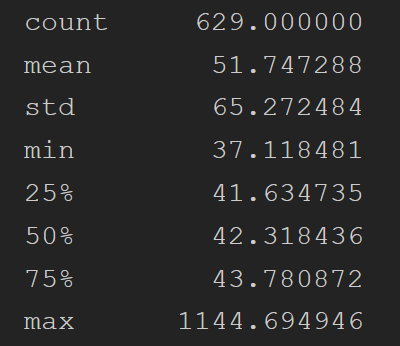 count 629.000000
mean 51.747288
std 65.272484
min 37.118481
25% 41.634735
50% 42.318436
75% 43.780872
max 1144.694946